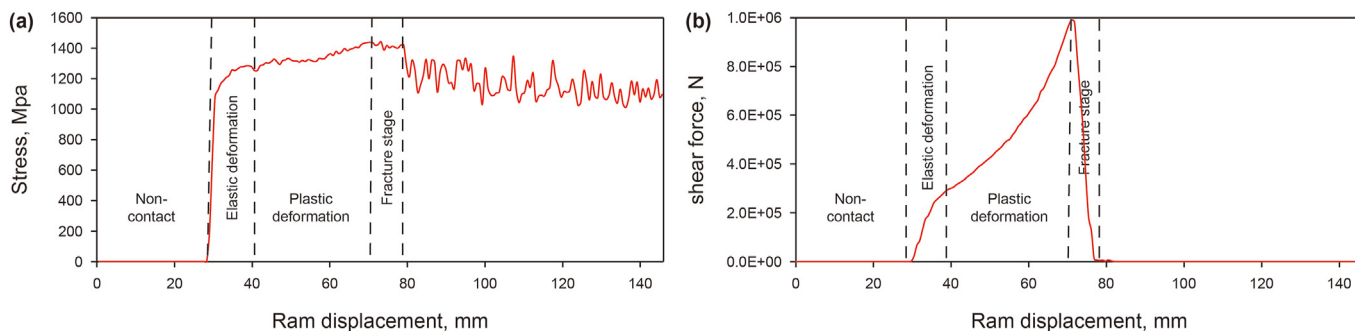 (a)
Stress, Mpa
1600
1400
1200
1000
800
600
400
200
0
Non-
contact
Elastic deformation
Plastic
deformation
Fracture stage
0
20
40
60
80
100
120
140
Ram displacement, mm
(b)
shear force, N
1.0E+06
8.0E+05
6.0E+05
4.0E+05
2.0E+05
0.0E+00
Non-
contact
Elastic deformation
Plastic
deformation
Fracture stage
0
20
40
60
80
100
120
140
Ram displacement, mm